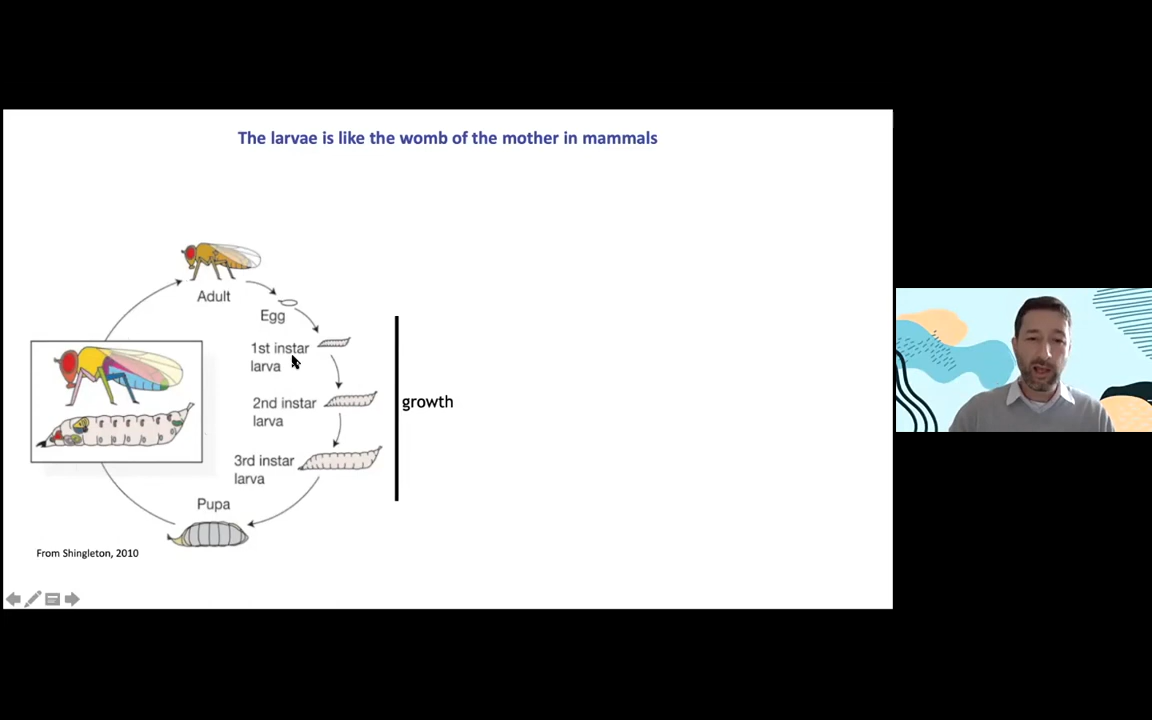 The larvae is like the womb of the mother in mammals
Adult
Egg
1st instar
larva
2nd instar
larva
growth
3rd instar
larva
Pupa
From Shingleton, 2010